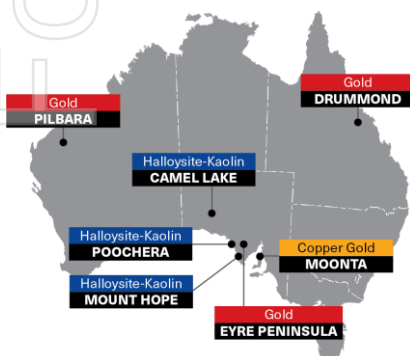 Gold
DRUMMOND
Gold
PILBARA
Halloysite-Kaolin
CAMEL LAKE
Halloysite-Kaolin
POOCHERA
Copper Gold
MOONTA
Halloysite-Kaolin
MOUNT HOPE
Gold
EYRE PENINSULA